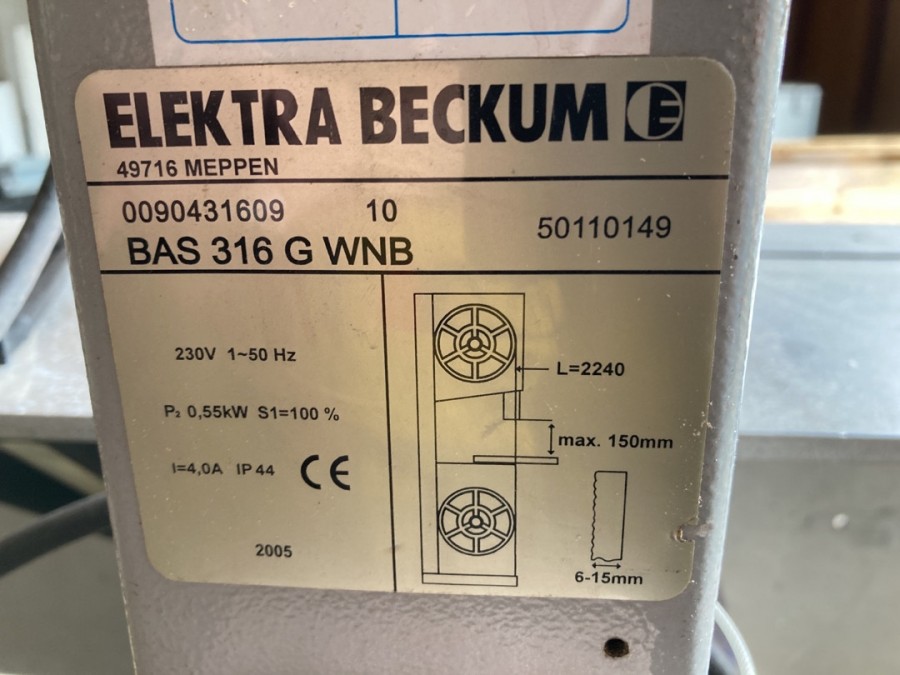 ELEKTRA BECKUM E
49716 MEPPEN
0090431609 10 50110149
BAS 316 G WNB
230V 1~50 Hz
P₂ 0,55kW S1=100 %
I=4,0A IP 44 CE
2005
L=2240
max. 150mm
6-15mm